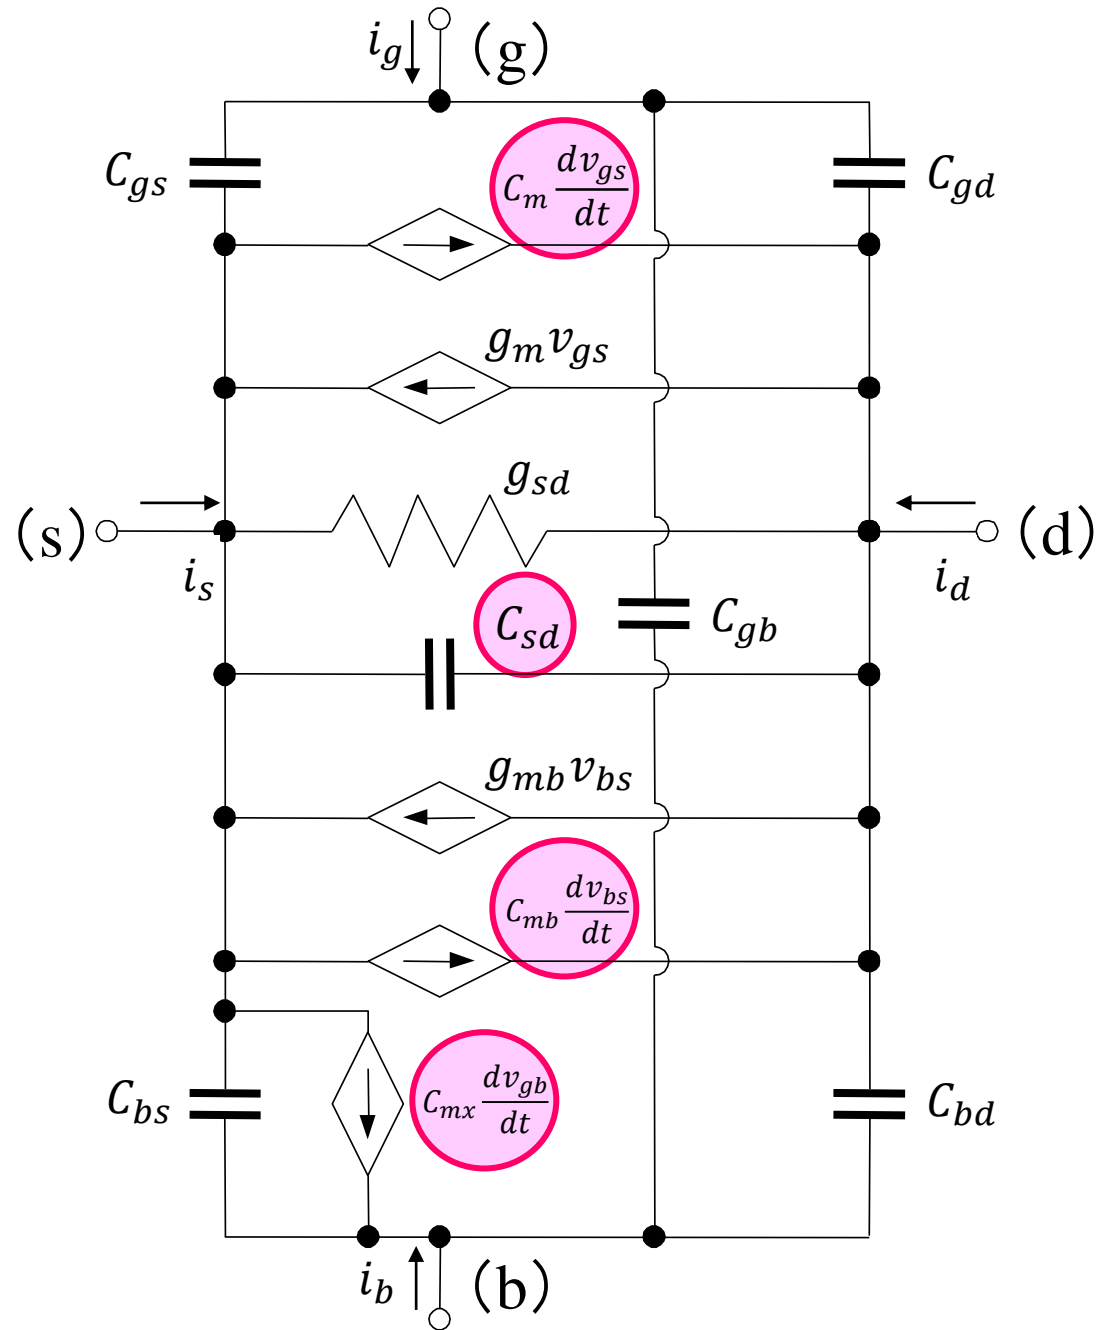 i_g
(g)
C_gs
C_m dv_gs/dt
C_gd
g_m v_gs
g_sd
(s)
(d)
i_s
i_d
C_sd
C_gb
g_mb v_bs
C_mb dv_bs/dt
C_bs
C_mx dv_gb/dt
C_bd
i_b
(b)